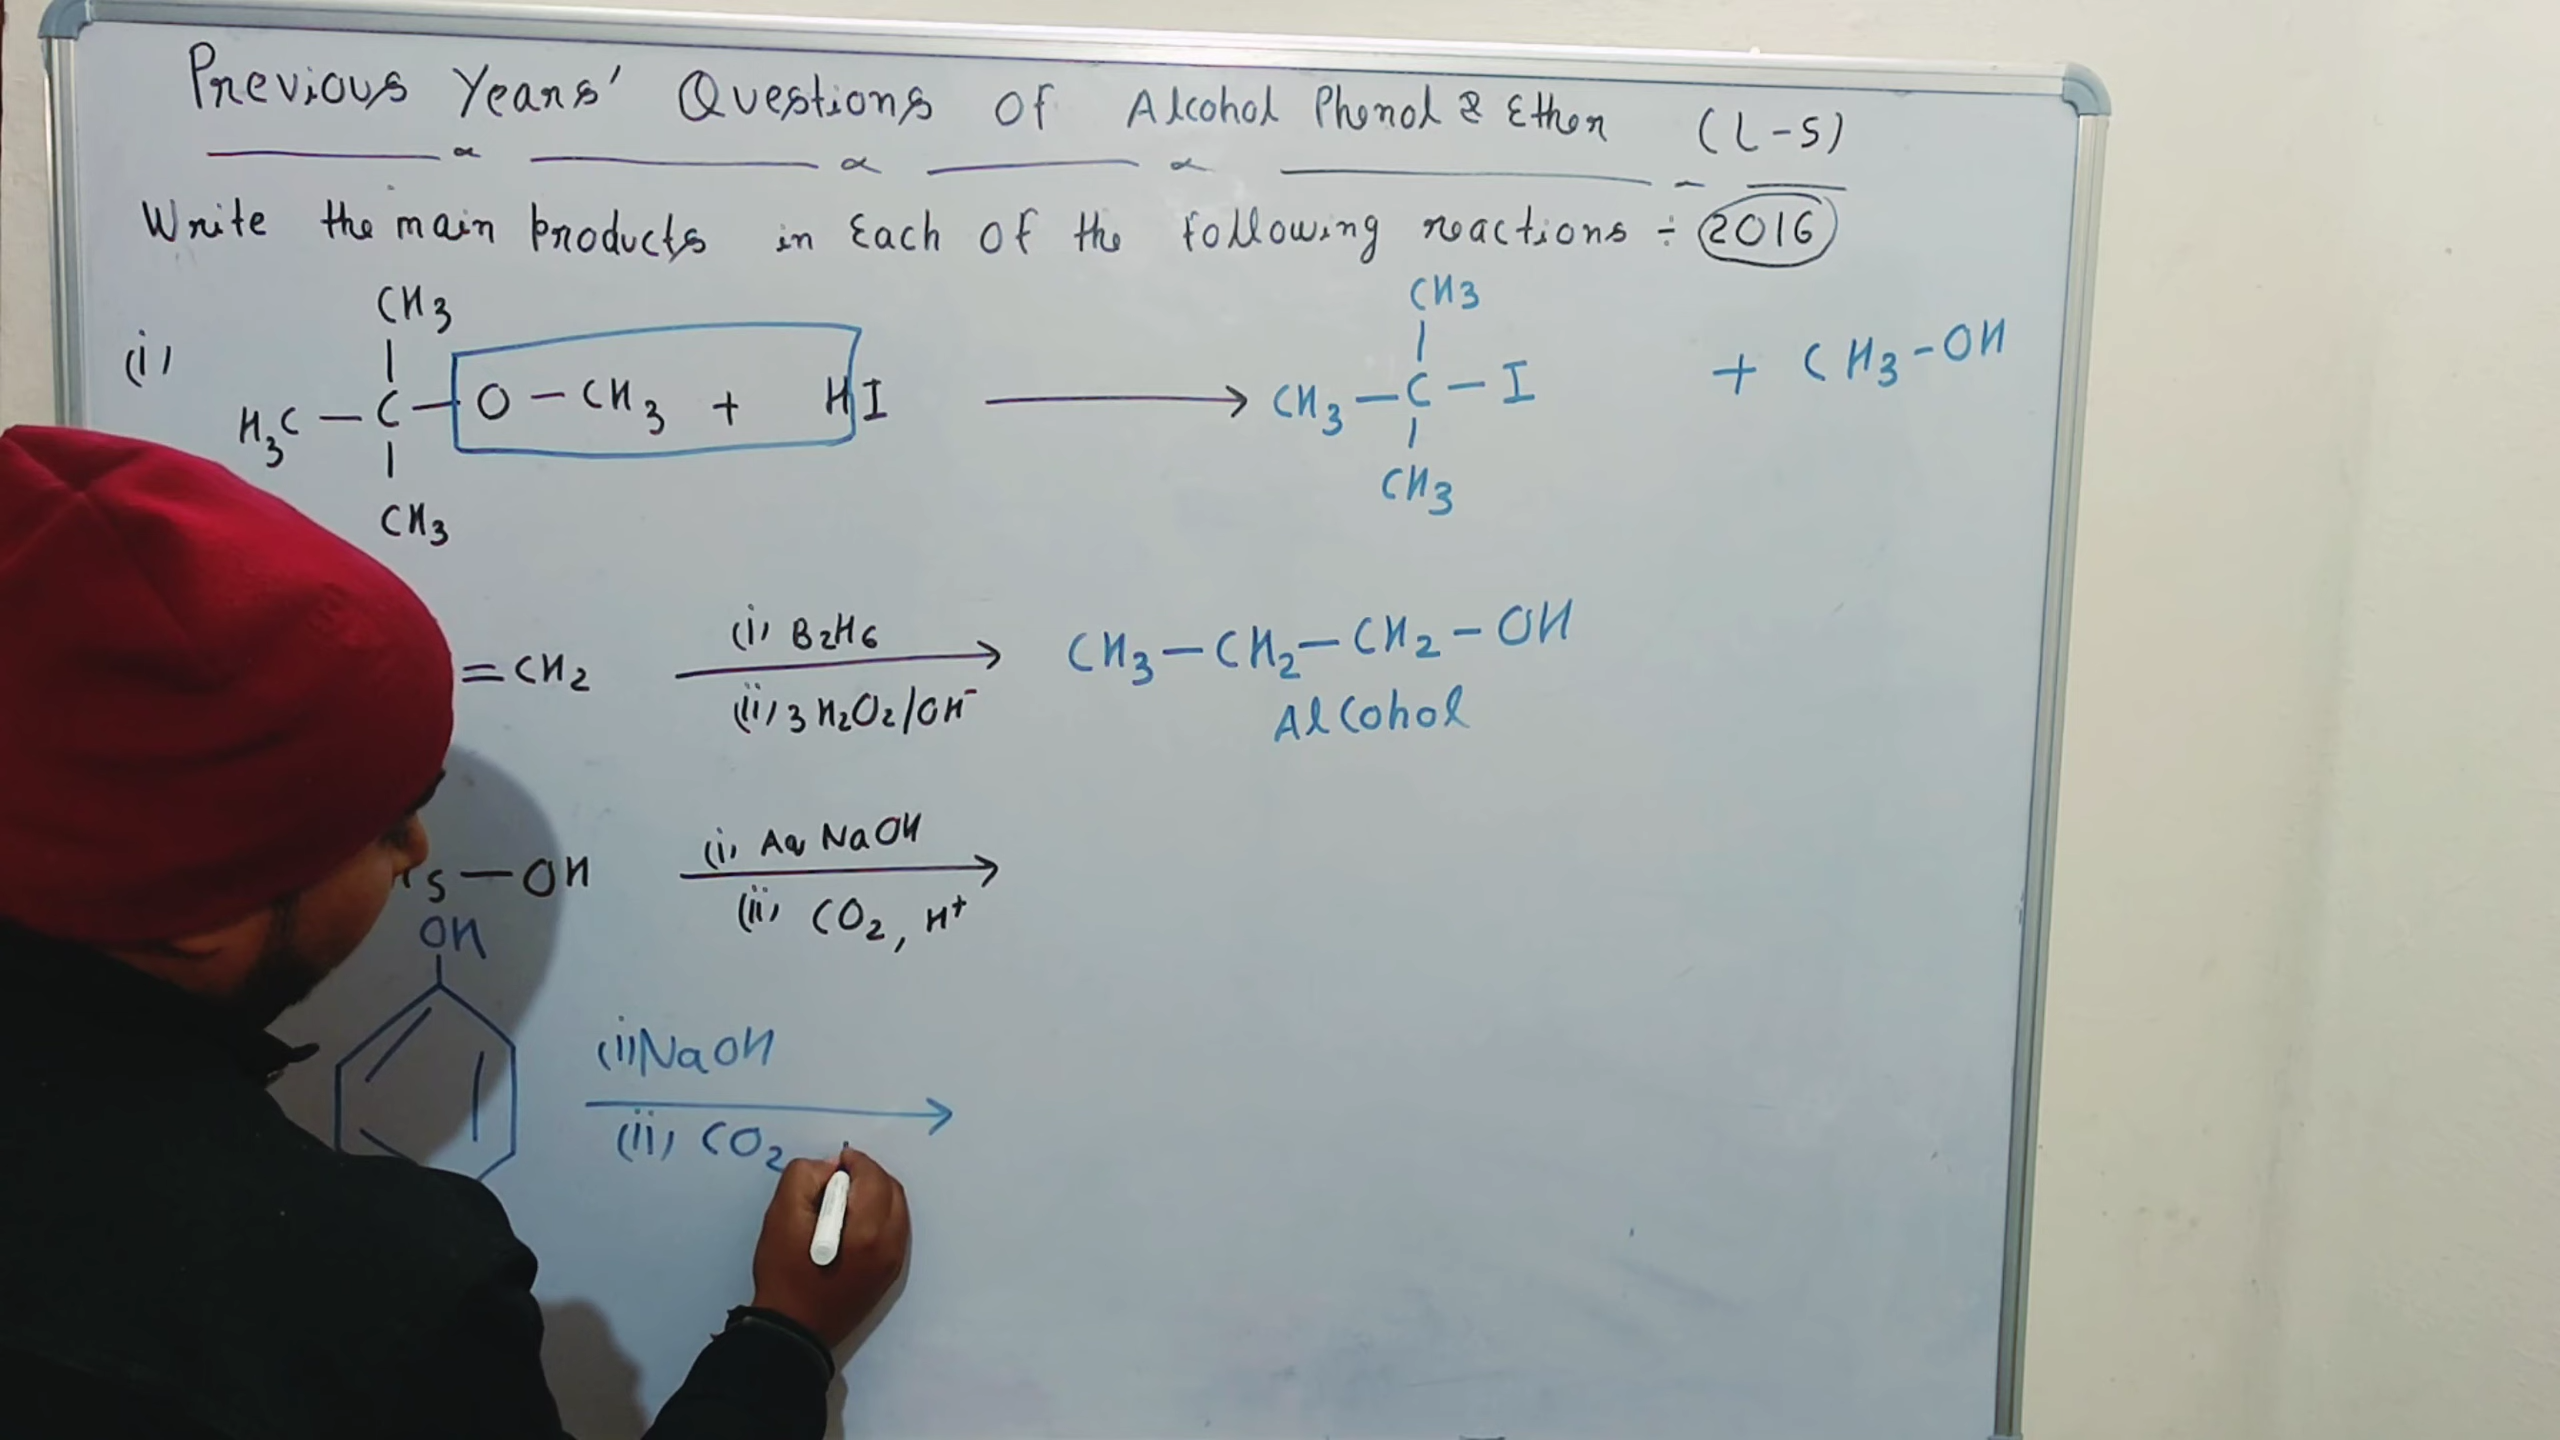 Previous Years' Questions of Alcohol Phenol & Ether (L-5)
Write the main products in Each of the following reactions ÷ 2016
CH3
CH3
(i)
H3C – C – O – CH3 + HI → CH3 – C – I + CH3-OH
CH3
CH3
(i) B2H6
=CH2 → CH3–CH2–CH2–OH
(ii) 3H2O2/OH-
Alcohol
(i) Aq NaOH
5–OH →
(ii) CO2, H+
OH
(i) NaOH
→
(ii) CO2